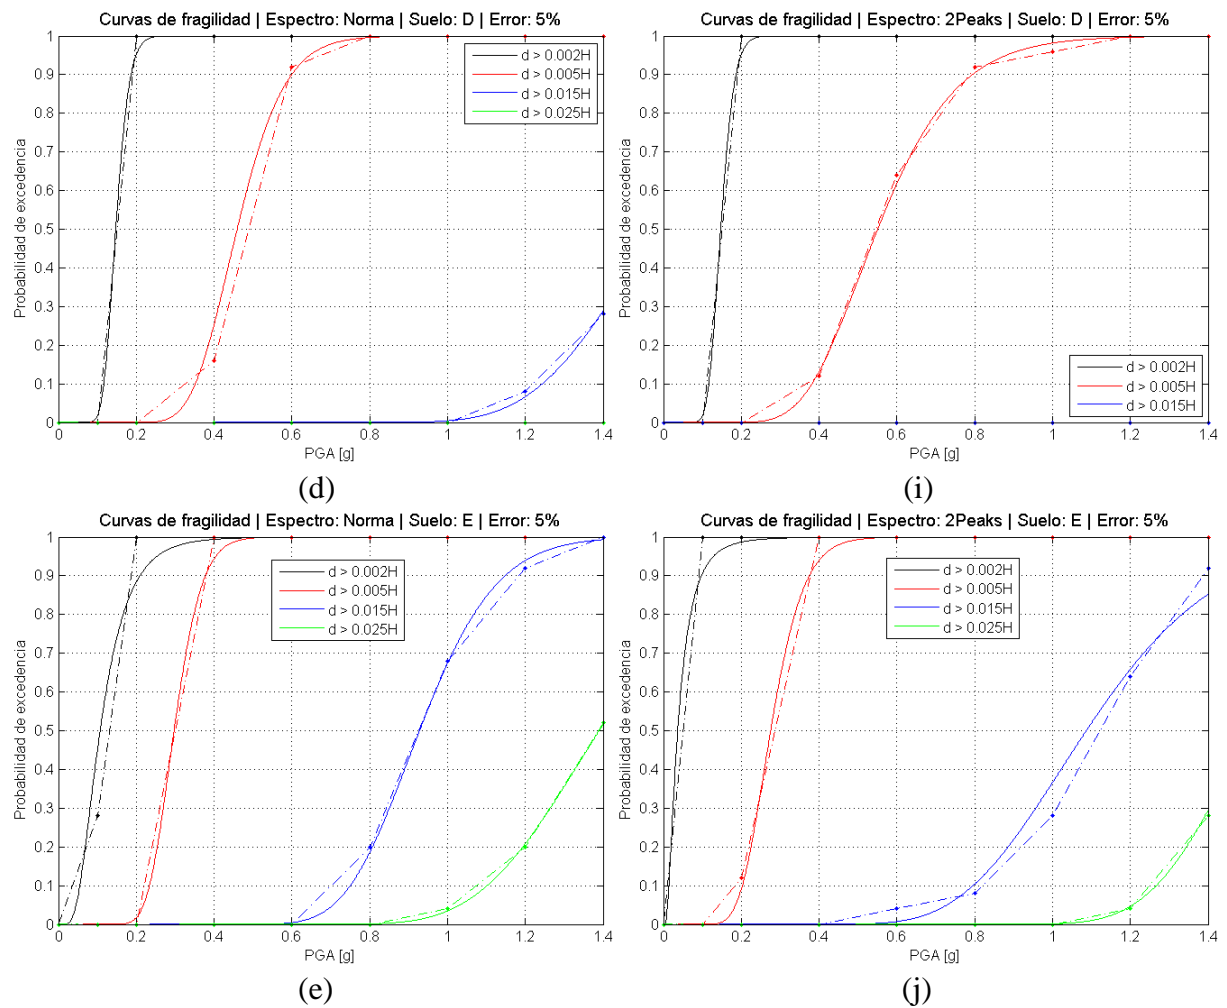 Curvas de fragilidad | Espectro: Norma | Suelo: D | Error: 5%
Probabilidad de excedencia
1
0.9
0.8
0.7
0.6
0.5
0.4
0.3
0.2
0.1
0
d > 0.002H
d > 0.005H
d > 0.015H
d > 0.025H
0 0.2 0.4 0.6 0.8 1 1.2 1.4
PGA [g]
(d)
Curvas de fragilidad | Espectro: 2Peaks | Suelo: D | Error: 5%
Probabilidad de excedencia
1
0.9
0.8
0.7
0.6
0.5
0.4
0.3
0.2
0.1
0
d > 0.002H
d > 0.005H
d > 0.015H
0 0.2 0.4 0.6 0.8 1 1.2 1.4
PGA [g]
(i)
Curvas de fragilidad | Espectro: Norma | Suelo: E | Error: 5%
Probabilidad de excedencia
1
0.9
0.8
0.7
0.6
0.5
0.4
0.3
0.2
0.1
0
d > 0.002H
d > 0.005H
d > 0.015H
d > 0.025H
0 0.2 0.4 0.6 0.8 1 1.2 1.4
PGA [g]
(e)
Curvas de fragilidad | Espectro: 2Peaks | Suelo: E | Error: 5%
Probabilidad de excedencia
1
0.9
0.8
0.7
0.6
0.5
0.4
0.3
0.2
0.1
0
d > 0.002H
d > 0.005H
d > 0.015H
d > 0.025H
0 0.2 0.4 0.6 0.8 1 1.2 1.4
PGA [g]
(j)